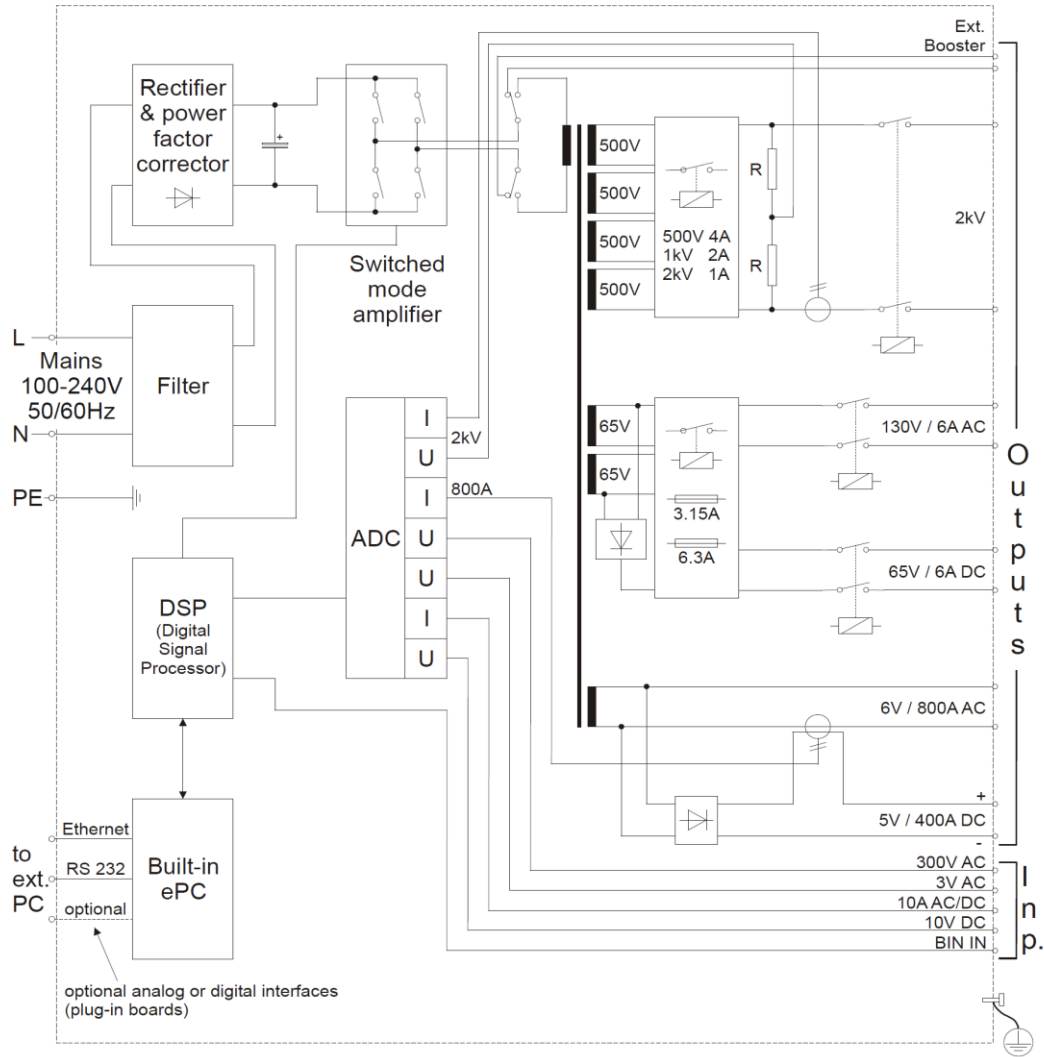 Ext.
Booster
Rectifier
& power
factor
corrector
+
Switched
mode
amplifier
500V
500V
500V
500V
500V 4A
1kV 2A
2kV 1A
R
R
2kV
L
Mains
100-240V
50/60Hz
N
PE
Filter
ADC
I
U
I
U
U
I
U
2kV
800A
65V
65V
3.15A
6.3A
130V / 6A AC
65V / 6A DC
Outputs
DSP
(Digital
Signal
Processor)
6V / 800A AC
+
5V / 400A DC
-
to
ext.
PC
Ethernet
RS 232
optional
Built-in
ePC
300V AC
3V AC
10A AC/DC
10V DC
BIN IN
Inp.
optional analog or digital interfaces
(plug-in boards)